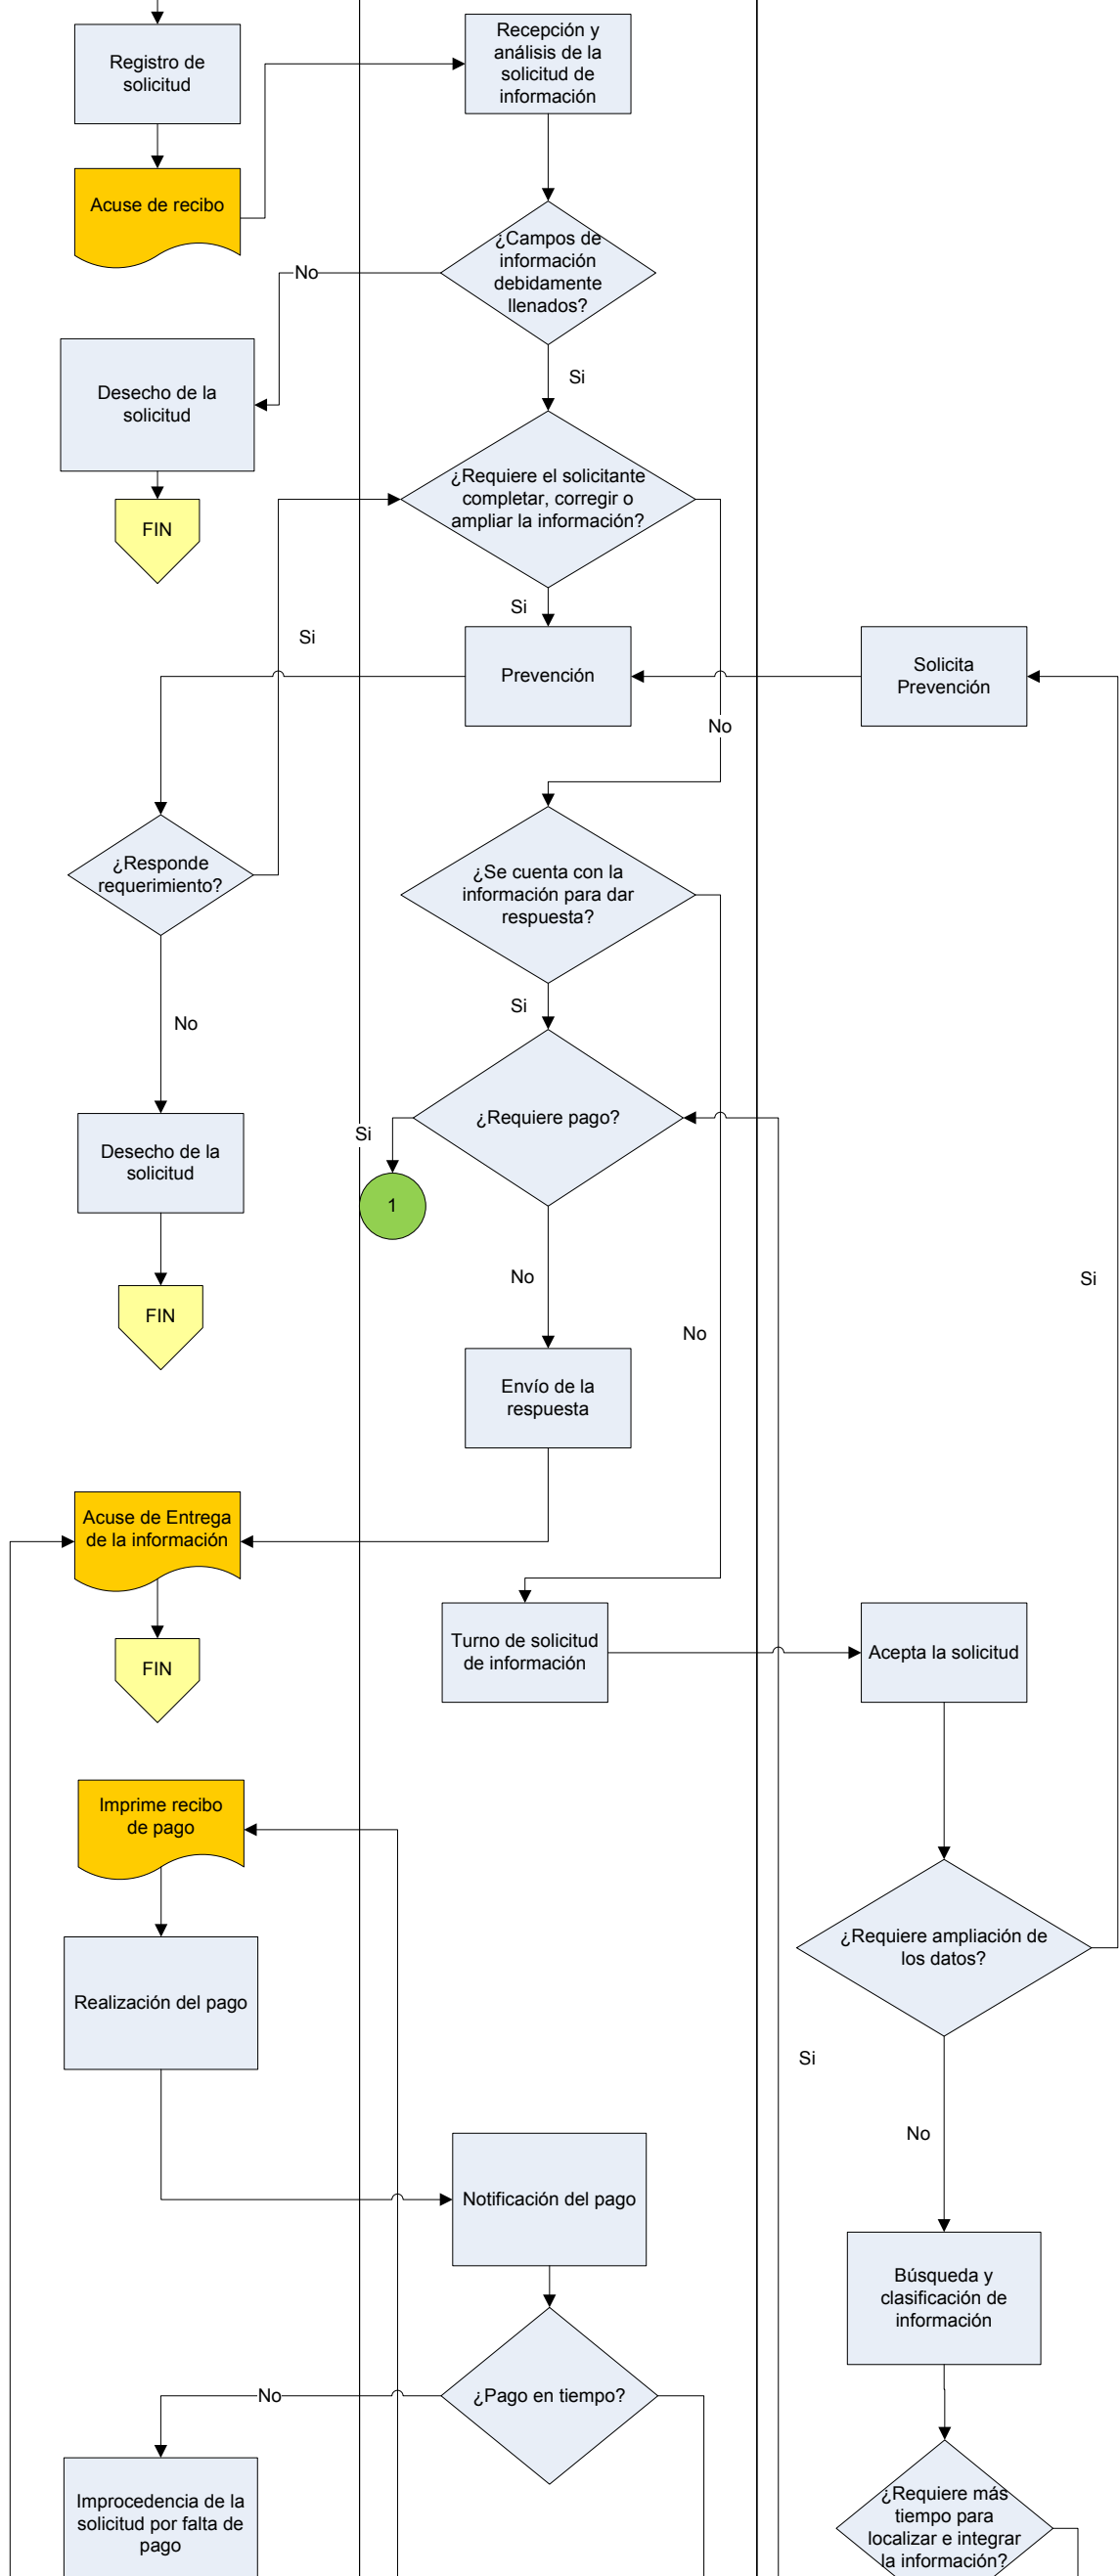 Registro de
solicitud
Recepción y
análisis de la
solicitud de
información
Acuse de recibo
¿Campos de
información
debidamente
llenados?
No
Si
Desecho de la
solicitud
FIN
¿Requiere el solicitante
completar, corregir o
ampliar la información?
Si
Si
Prevención
Solicita
Prevención
No
¿Responde
requerimiento?
¿Se cuenta con la
información para dar
respuesta?
Si
No
¿Requiere pago?
Si
1
Desecho de la
solicitud
FIN
No
No
Si
Envío de la
respuesta
Acuse de Entrega
de la información
FIN
Turno de solicitud
de información
Acepta la solicitud
Imprime recibo
de pago
¿Requiere ampliación de
los datos?
Realización del pago
Si
No
Notificación del pago
Búsqueda y
clasificación de
información
¿Pago en tiempo?
No
Improcedencia de la
solicitud por falta de
pago
¿Requiere más
tiempo para
localizar e integrar
la información?